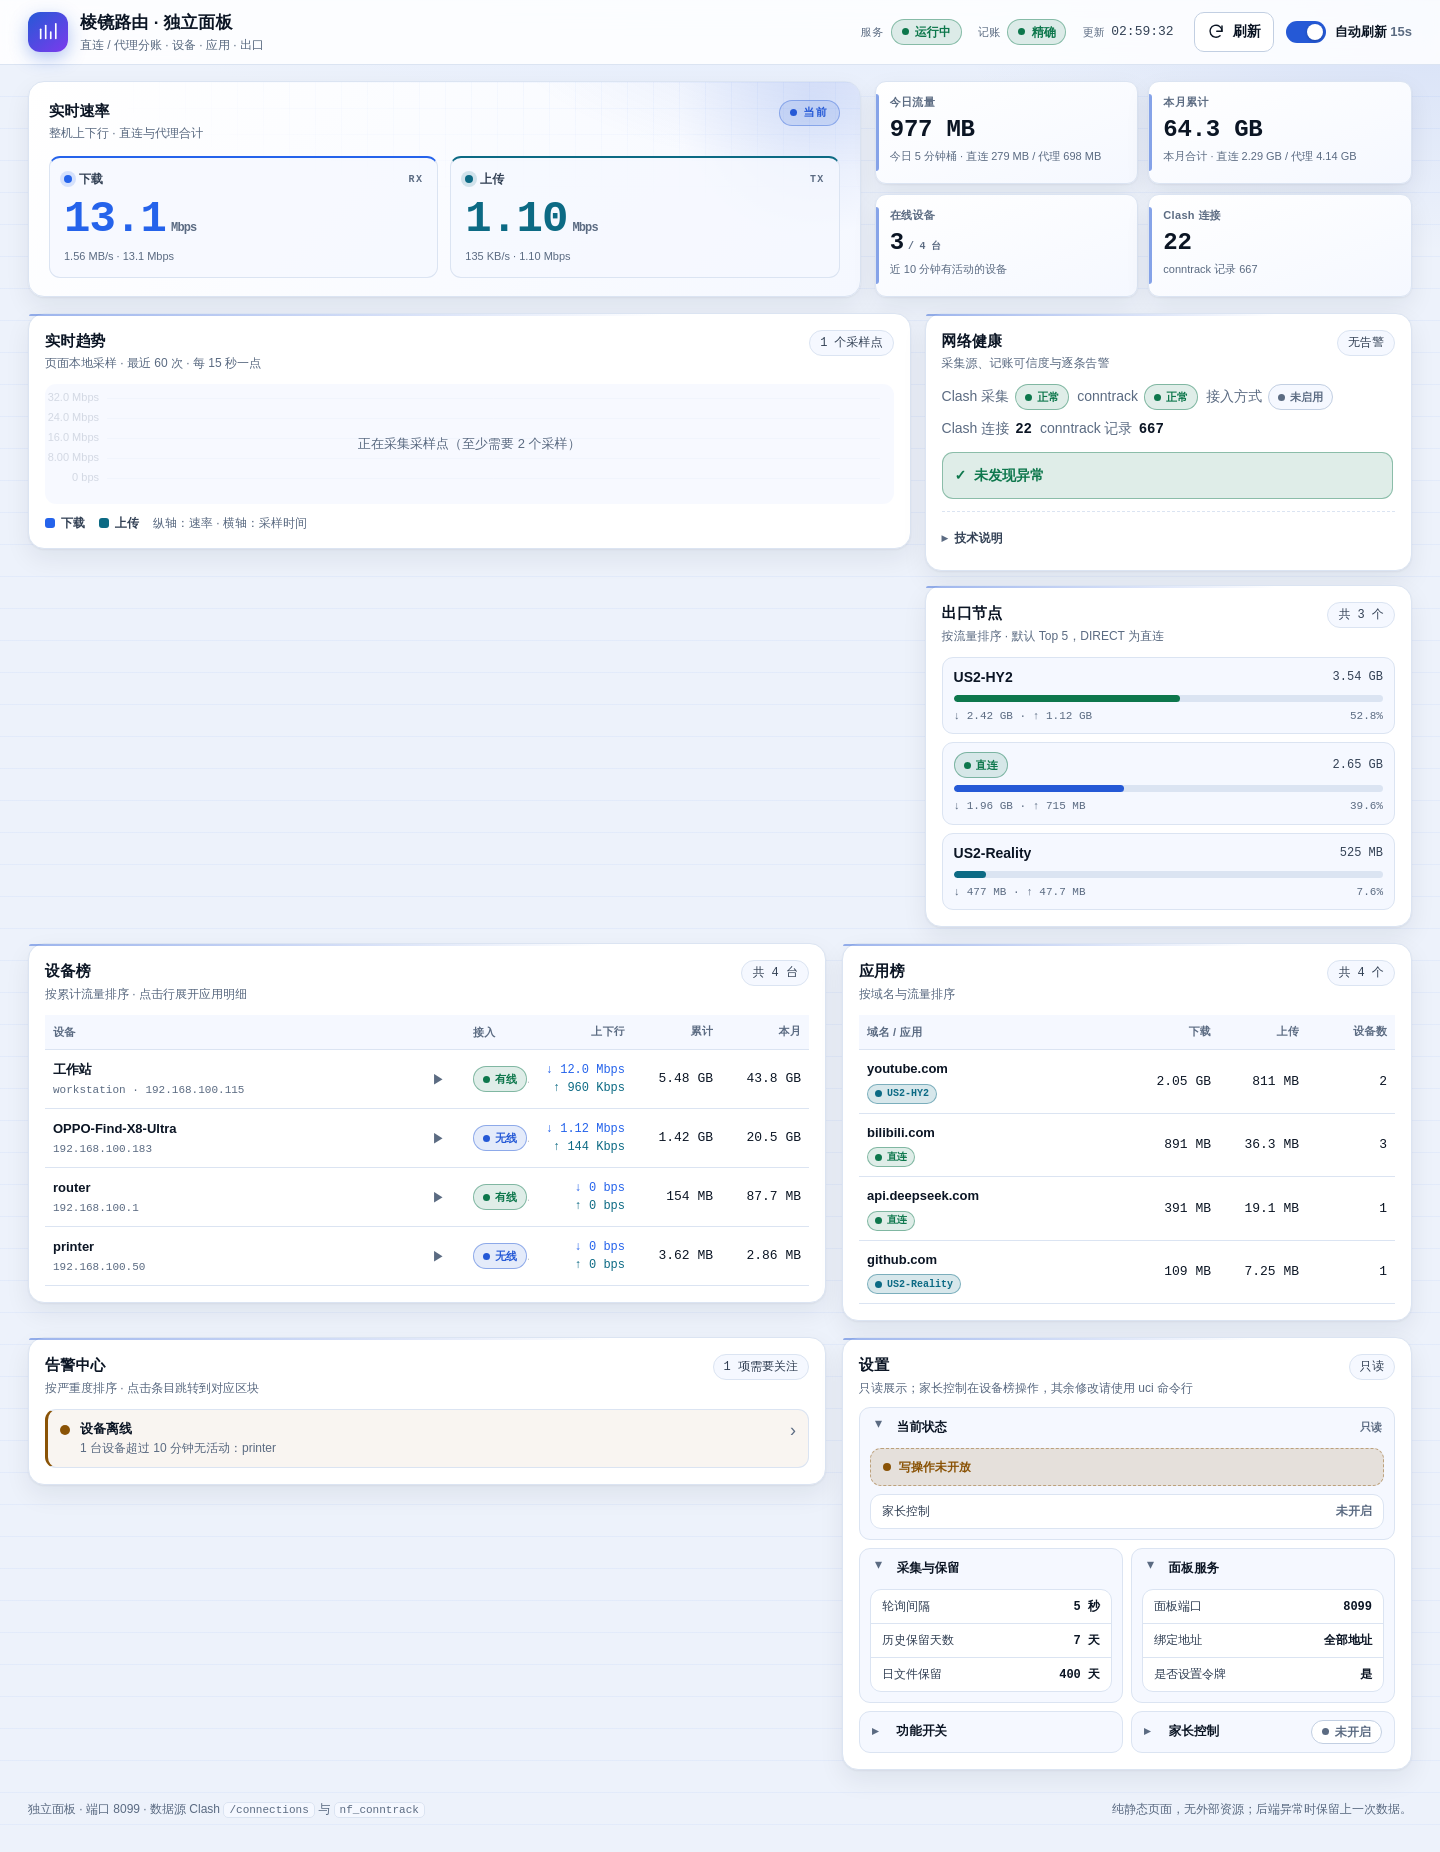 棱镜路由 · 独立面板
直连 / 代理分账 · 设备 · 应用 · 出口
服务 运行中 记账 精确 更新 02:59:32 刷新 自动刷新 15s
实时速率
整机上下行 · 直连与代理合计
当前
下载 RX
13.1 Mbps
1.56 MB/s · 13.1 Mbps
上传 TX
1.10 Mbps
135 KB/s · 1.10 Mbps
今日流量
977 MB
今日 5 分钟桶 · 直连 279 MB / 代理 698 MB
本月累计
64.3 GB
本月合计 · 直连 2.29 GB / 代理 4.14 GB
在线设备
3 / 4 台
近 10 分钟有活动的设备
Clash 连接
22
conntrack 记录 667
实时趋势
页面本地采样 · 最近 60 次 · 每 15 秒一点
1 个采样点
32.0 Mbps
24.0 Mbps
16.0 Mbps
8.00 Mbps
0 bps
正在采集采样点（至少需要 2 个采样）
下载 上传 纵轴：速率 · 横轴：采样时间
网络健康
采集源、记账可信度与逐条告警
无告警
Clash 采集 正常 conntrack 正常 接入方式 未启用
Clash 连接 22 conntrack 记录 667
✓ 未发现异常
▸ 技术说明
出口节点
按流量排序 · 默认 Top 5，DIRECT 为直连
共 3 个
US2-HY2 3.54 GB
↓ 2.42 GB · ↑ 1.12 GB 52.8%
直连 2.65 GB
↓ 1.96 GB · ↑ 715 MB 39.6%
US2-Reality 525 MB
↓ 477 MB · ↑ 47.7 MB 7.6%
设备榜
按累计流量排序 · 点击行展开应用明细
共 4 台
设备 接入 上下行 累计 本月
工作站
workstation · 192.168.100.115
有线
↓ 12.0 Mbps
↑ 960 Kbps
5.48 GB 43.8 GB
OPPO-Find-X8-Ultra
192.168.100.183
无线
↓ 1.12 Mbps
↑ 144 Kbps
1.42 GB 20.5 GB
router
192.168.100.1
有线
↓ 0 bps
↑ 0 bps
154 MB 87.7 MB
printer
192.168.100.50
无线
↓ 0 bps
↑ 0 bps
3.62 MB 2.86 MB
应用榜
按域名与流量排序
共 4 个
域名 / 应用 下载 上传 设备数
youtube.com
US2-HY2
2.05 GB 811 MB 2
bilibili.com
直连
891 MB 36.3 MB 3
api.deepseek.com
直连
391 MB 19.1 MB 1
github.com
US2-Reality
109 MB 7.25 MB 1
告警中心
按严重度排序 · 点击条目跳转到对应区块
1 项需要关注
设备离线
1 台设备超过 10 分钟无活动：printer
›
设置
只读展示；家长控制在设备榜操作，其余修改请使用 uci 命令行
只读
▾ 当前状态 只读
写操作未开放
家长控制 未开启
▾ 采集与保留
轮询间隔 5 秒
历史保留天数 7 天
日文件保留 400 天
▾ 面板服务
面板端口 8099
绑定地址 全部地址
是否设置令牌 是
▸ 功能开关
▸ 家长控制 未开启
独立面板 · 端口 8099 · 数据源 Clash /connections 与 nf_conntrack
纯静态页面，无外部资源；后端异常时保留上一次数据。